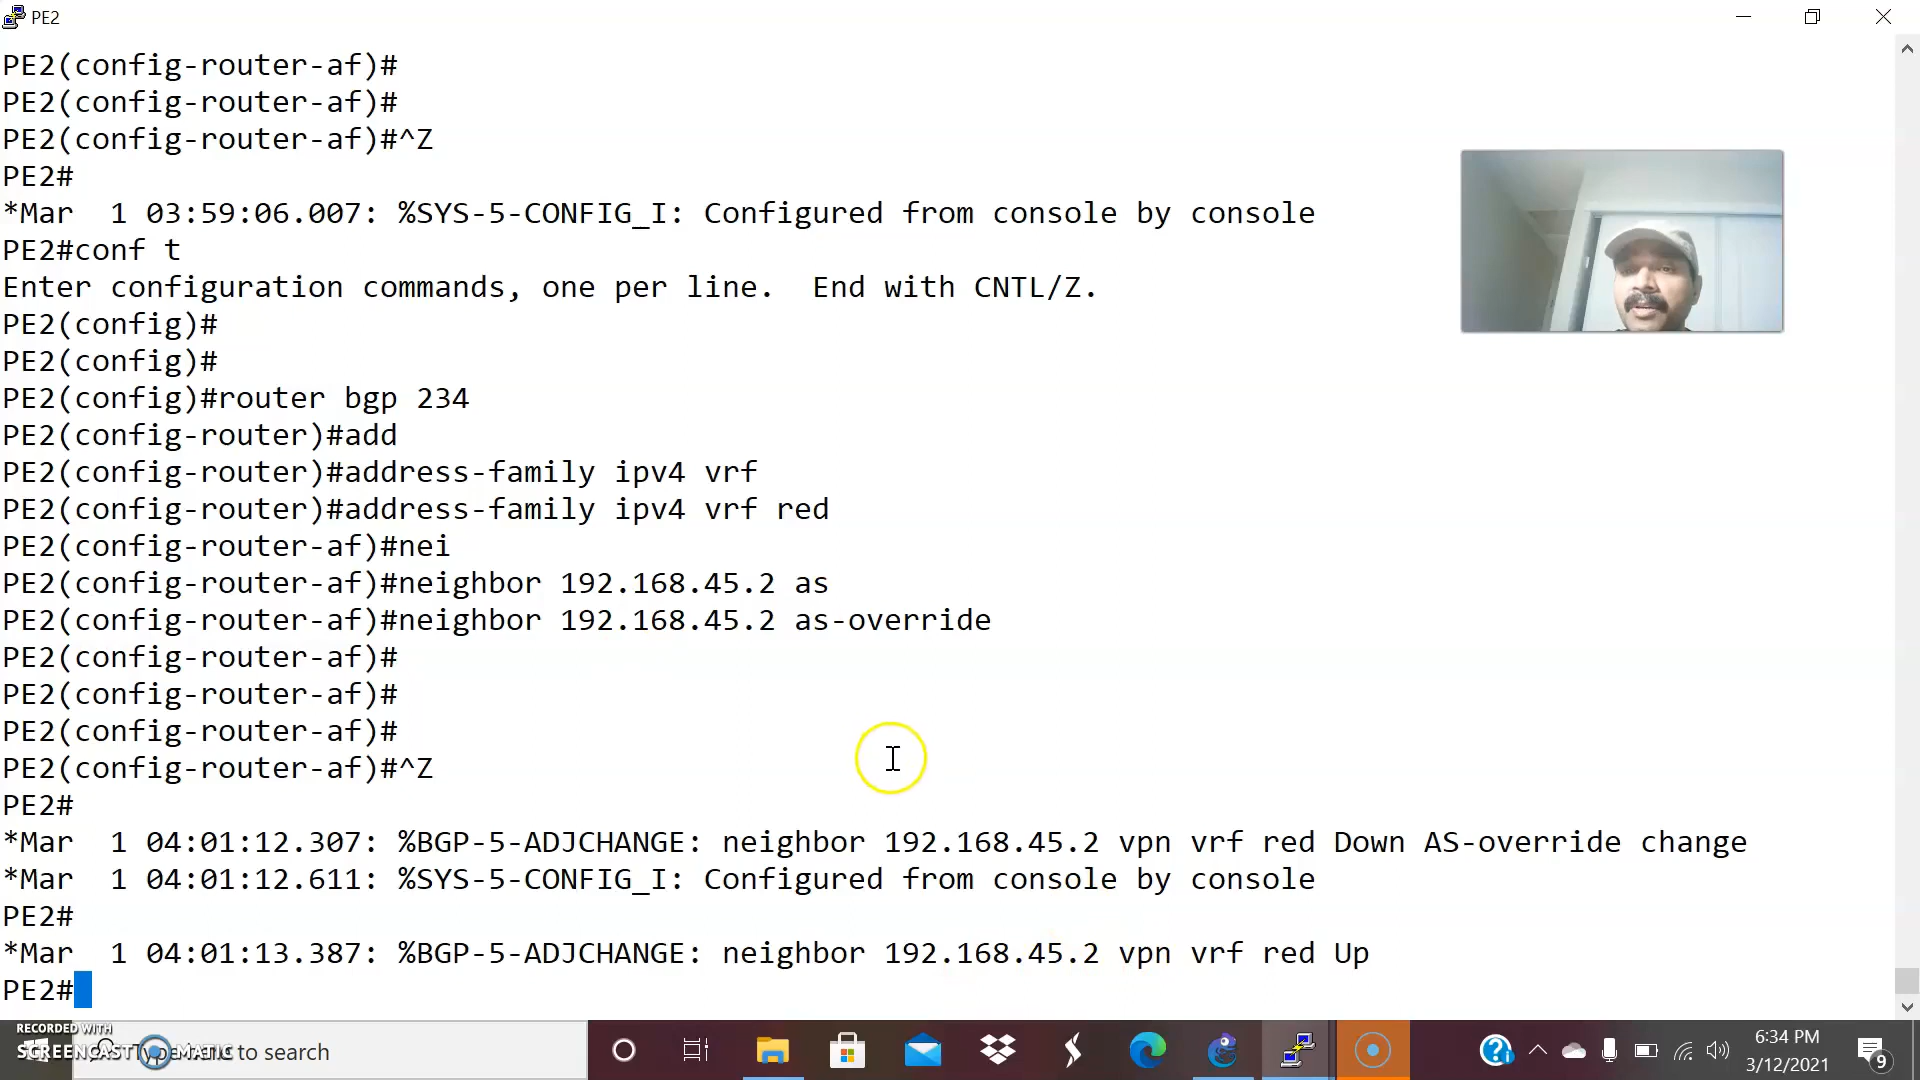 PE2
PE2(config-router-af)#
PE2(config-router-af)#
PE2(config-router-af)#^Z
PE2#
*Mar  1 03:59:06.007: %SYS-5-CONFIG_I: Configured from console by console
PE2#conf t
Enter configuration commands, one per line.  End with CNTL/Z.
PE2(config)#
PE2(config)#
PE2(config)#router bgp 234
PE2(config-router)#add
PE2(config-router)#address-family ipv4 vrf
PE2(config-router)#address-family ipv4 vrf red
PE2(config-router-af)#nei
PE2(config-router-af)#neighbor 192.168.45.2 as
PE2(config-router-af)#neighbor 192.168.45.2 as-override
PE2(config-router-af)#
PE2(config-router-af)#
PE2(config-router-af)#
PE2(config-router-af)#^Z
PE2#
*Mar  1 04:01:12.307: %BGP-5-ADJCHANGE: neighbor 192.168.45.2 vpn vrf red Down AS-override change
*Mar  1 04:01:12.611: %SYS-5-CONFIG_I: Configured from console by console
PE2#
*Mar  1 04:01:13.387: %BGP-5-ADJCHANGE: neighbor 192.168.45.2 vpn vrf red Up
PE2#
RECORDED WITH
SCREENCAST MATIC
to search
6:34 PM
3/12/2021
9